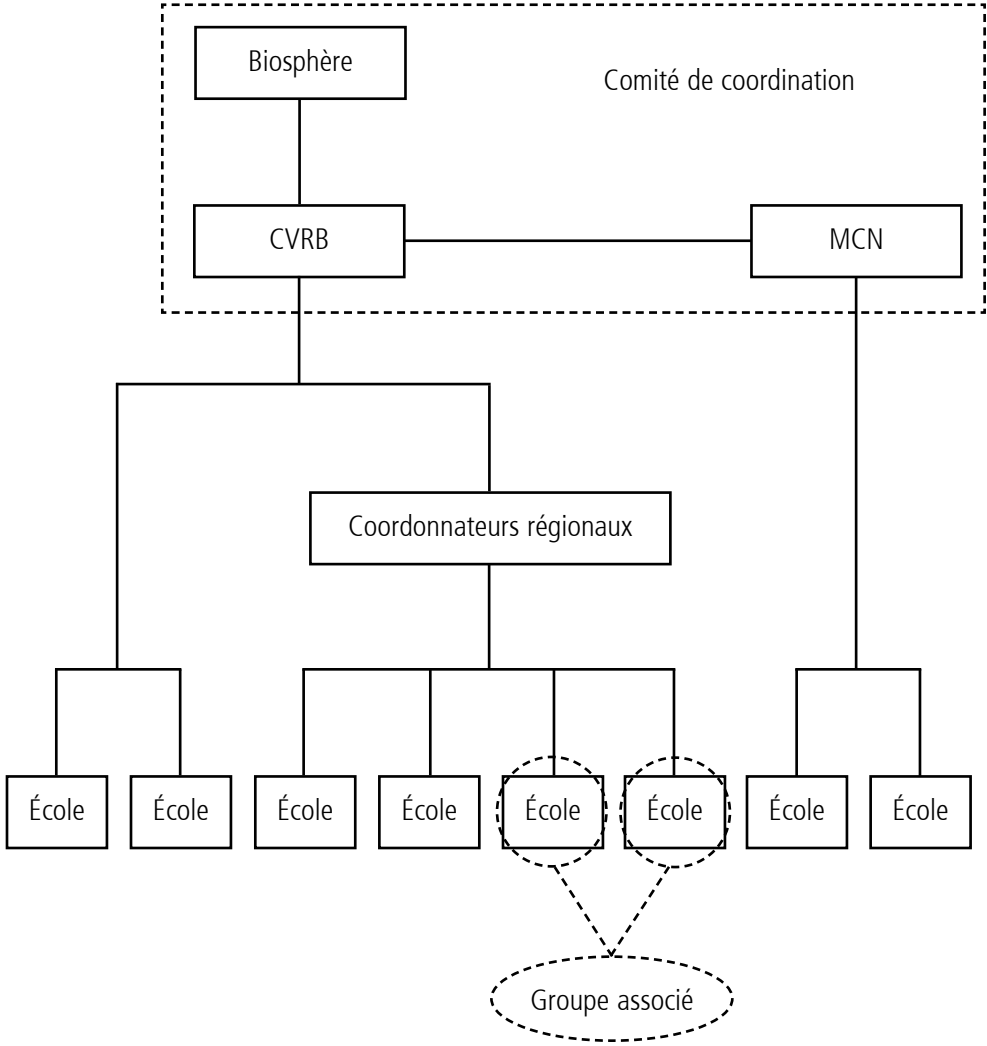 Biosphère
Comité de coordination
CVRB
MCN
Coordonnateurs régionaux
École
École
École
École
École
École
École
École
Groupe associé